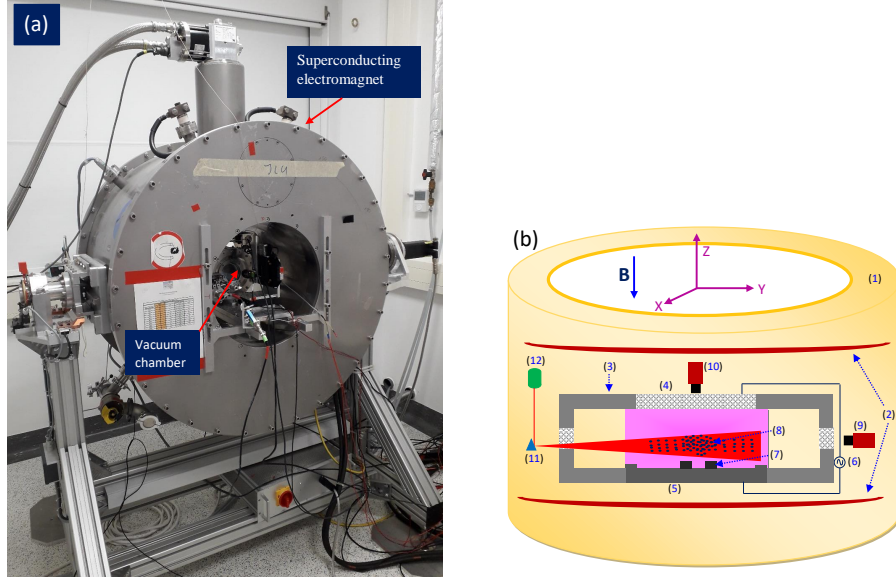 (a)
Superconducting
electromagnet
Vacuum
chamber
(b)
Z
B
X
Y
(1)
(12)
(10)
(3)
(4)
(2)
(8)
(9)
(11)
(7)
(6)
(5)